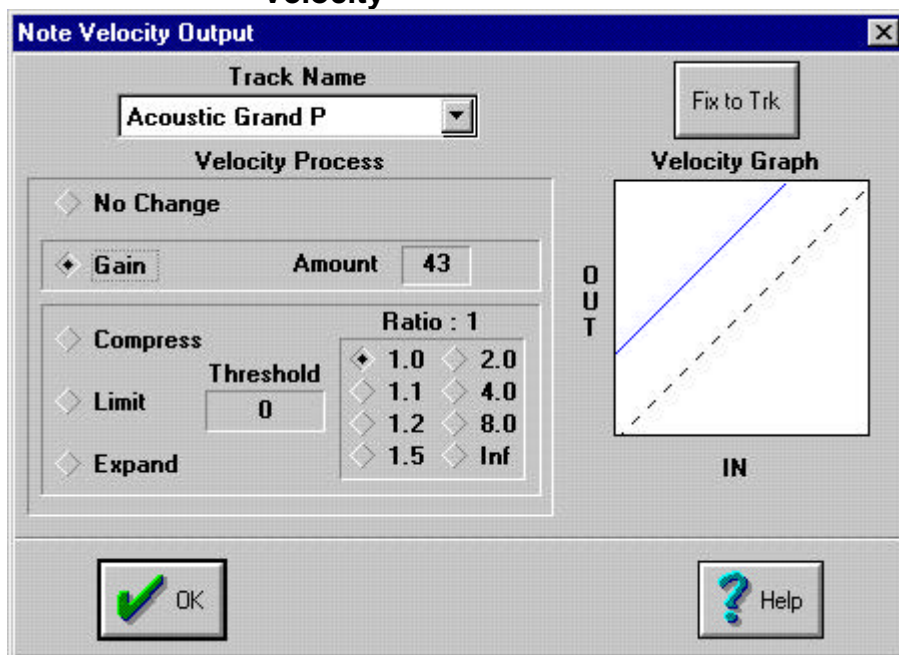 Velocity
Note Velocity Output
Track Name
Acoustic Grand P
Fix to Trk
Velocity Process
Velocity Graph
No Change
Gain Amount 43
OUT
Ratio : 1
Compress
1.0 2.0
Threshold
1.1 4.0
Limit 0
1.2 8.0
Expand
1.5 Inf
IN
OK
Help